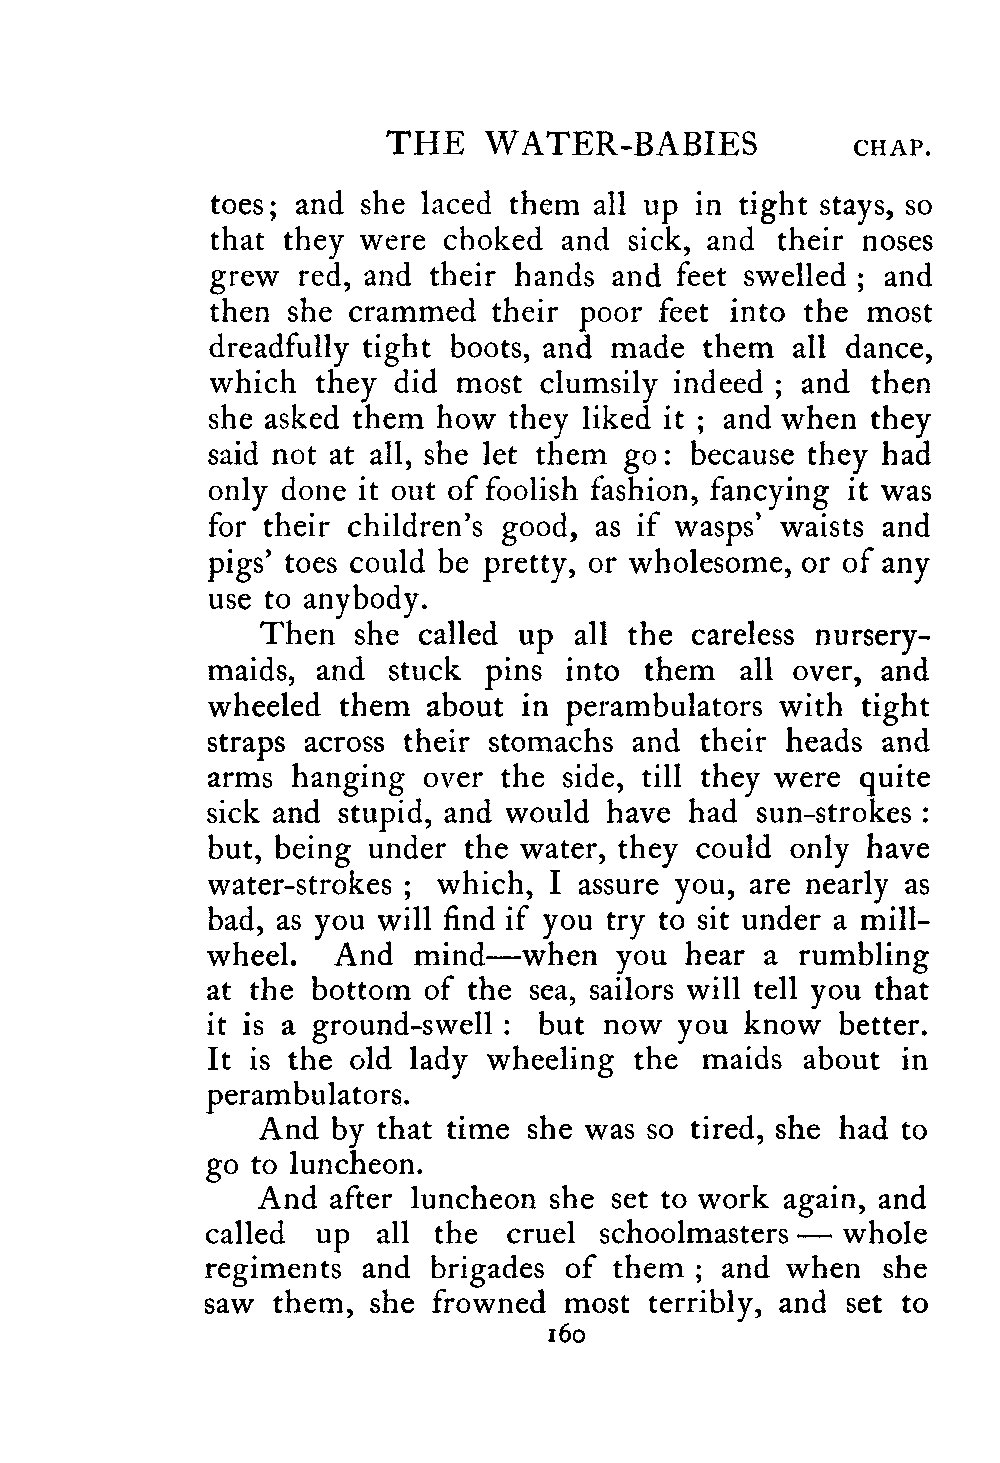 THE WATER-BABIES CHAP.
toes; and she laced them all up in tight stays, so
that they were choked and sick, and their noses
grew red, and their hands and feet swelled ; and
then she crammed their poor feet into the most
dreadfully tight boots, and made them all dance,
which they did most clumsily indeed ; and then
she asked them how they liked it ; and when they
said not at all, she let them go: because they had
only done it out of foolish fashion, fancying it was
for their children's good, as if wasps' waists and
pigs' toes could be pretty, or wholesome, or of any
use to anybody.
Then she called up all the careless nursery-
maids, and stuck pins into them all over, and
wheeled them about in perambulators with tight
straps across their stomachs and their heads and
arms hanging over the side, till they were quite
sick and stupid, and would have had sun-strokes :
but, being under the water, they could only have
water-strokes ; which, I assure you, are nearly as
bad, as you will find if you try to sit under a mill-
wheel. And mind—when you hear a rumbling
at the bottom of the sea, sailors will tell you that
it is a ground-swell : but now you know better.
It is the old lady wheeling the maids about in
perambulators.
And by that time she was so tired, she had to
go to luncheon.
And after luncheon she set to work again, and
called up all the cruel schoolmasters — whole
regiments and brigades of them ; and when she
saw them, she frowned most terribly, and set to
160